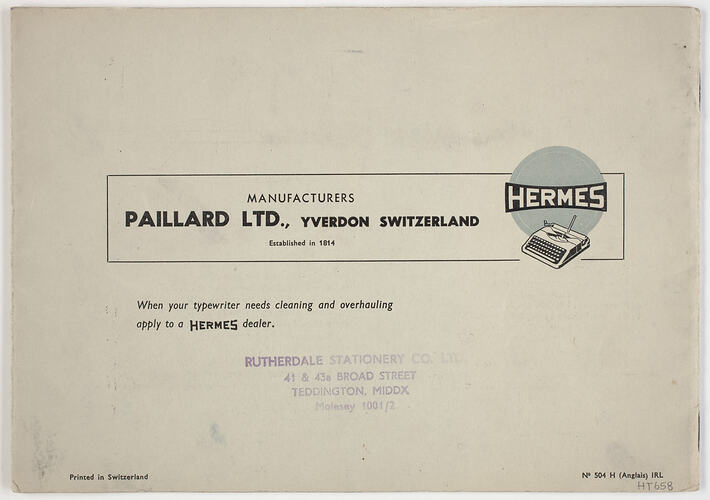 MANUFACTURERS
PAILLARD LTD., YVERDON SWITZERLAND
Established in 1814
HERMES
When your typewriter needs cleaning and overhauling
apply to a HERMES dealer.
RUTHERDALE STATIONERY CO. LTD.
41 & 43a BROAD STREET
TEDDINGTON, MIDDX
Molesey 1001/2
Printed in Switzerland
Nº 504 H (Anglais) IRL
HT658